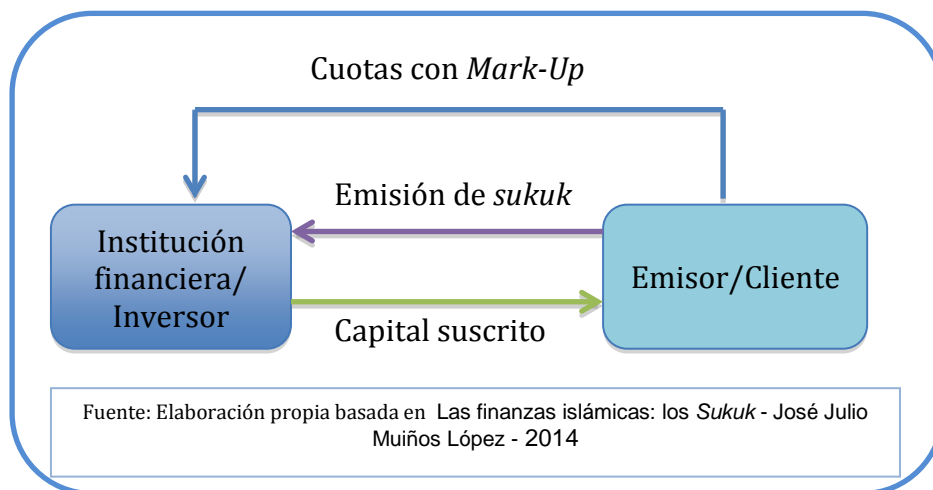 Cuotas con Mark-Up
Emisión de sukuk
Institución
financiera/
Inversor
Emisor/Cliente
Capital suscrito
Fuente: Elaboración propia basada en Las finanzas islámicas: los Sukuk - José Julio
Muiños López - 2014